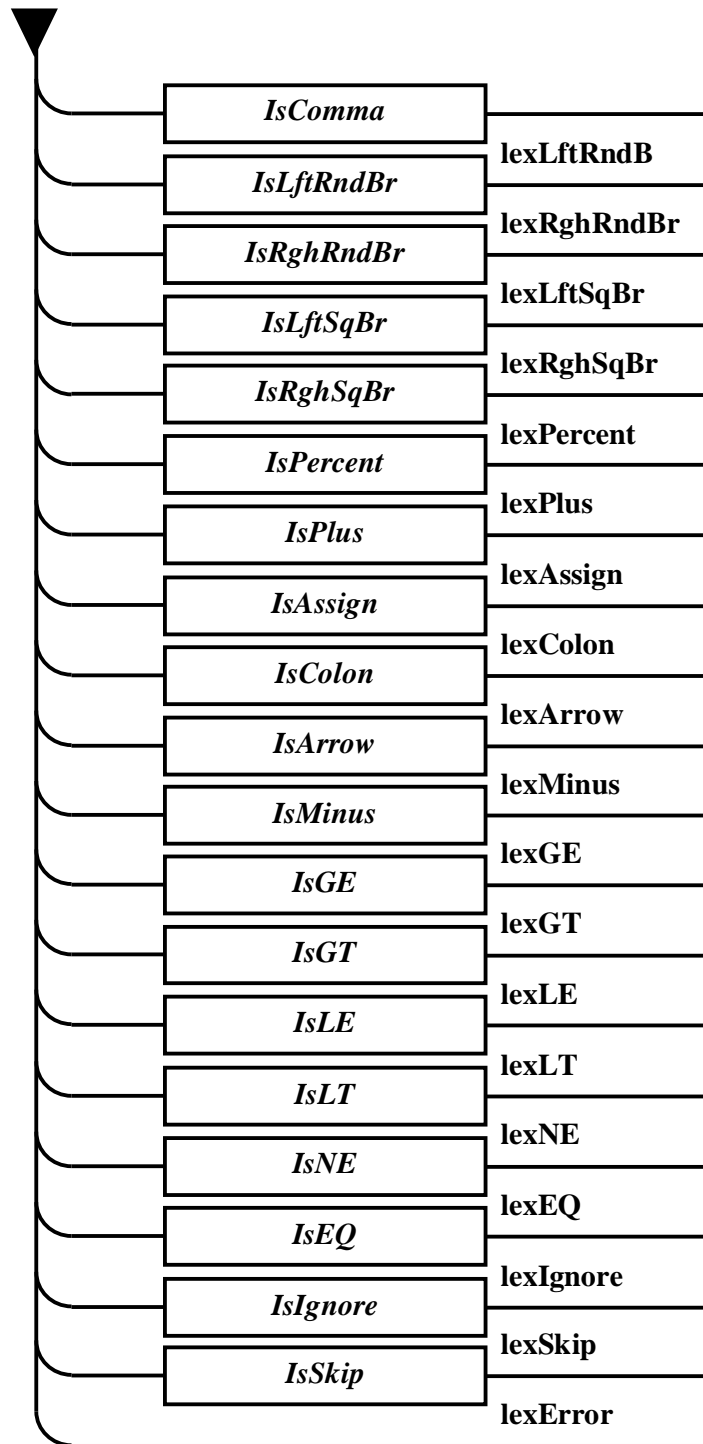 IsComma
lexLftRndB
IsLftRndBr
lexRghRndBr
IsRghRndBr
lexLftSqBr
IsLftSqBr
lexRghSqBr
IsRghSqBr
lexPercent
IsPercent
lexPlus
IsPlus
lexAssign
IsAssign
lexColon
IsColon
lexArrow
IsArrow
lexMinus
IsMinus
lexGE
IsGE
lexGT
IsGT
lexLE
IsLE
lexLT
IsLT
lexNE
IsNE
lexEQ
IsEQ
lexIgnore
IsIgnore
lexSkip
IsSkip
lexError